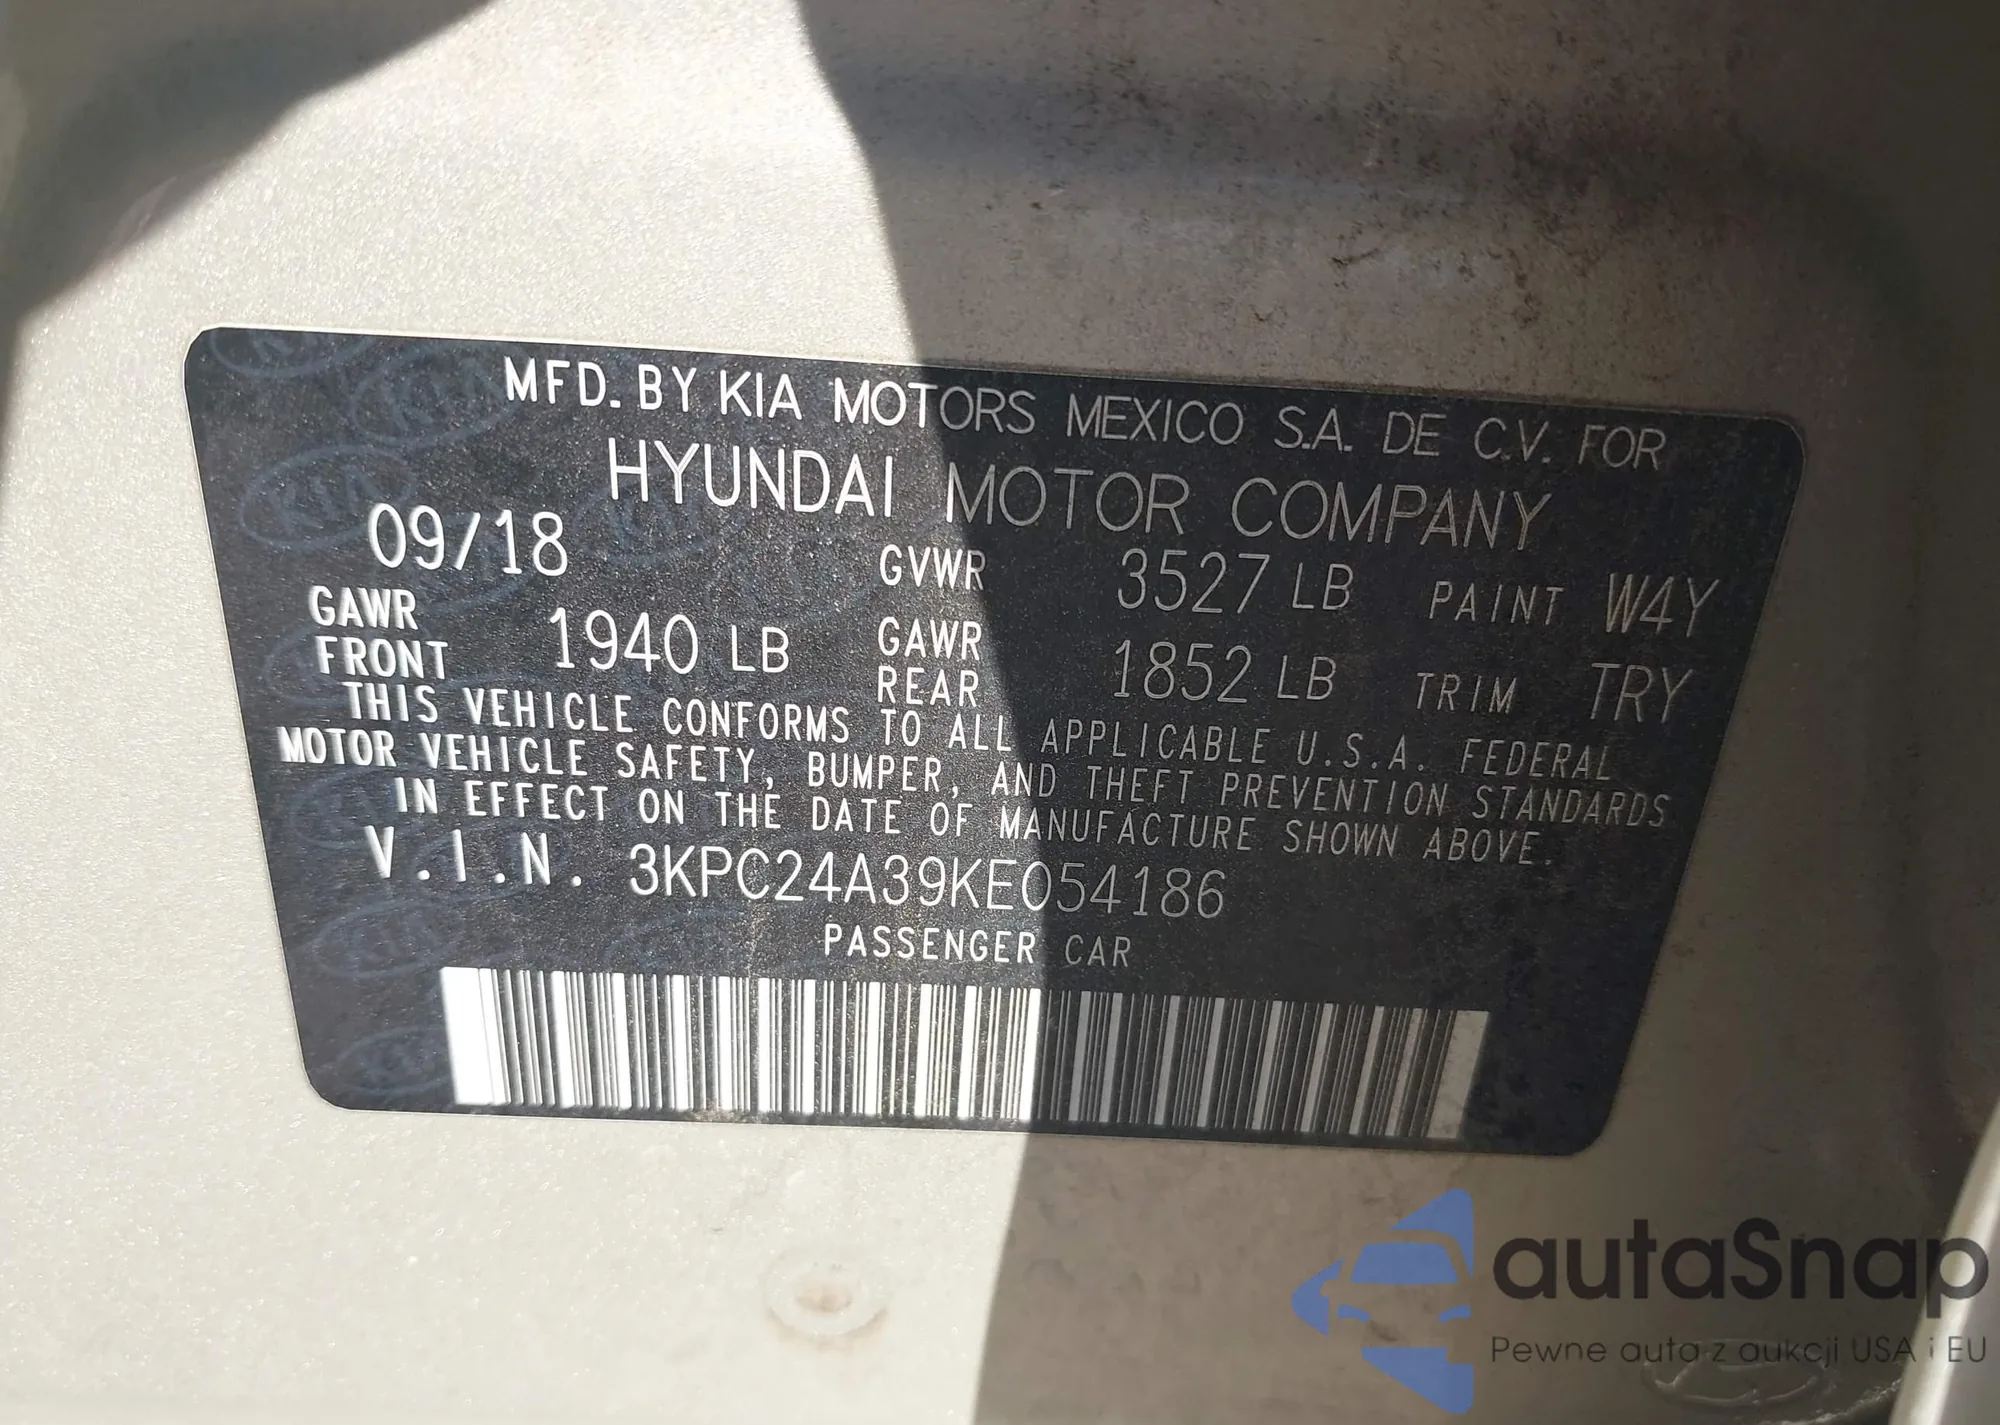 MFD. BY KIA MOTORS MEXICO S.A. DE C.V. FOR
HYUNDAI MOTOR COMPANY
09/18 GVWR 3527 LB PAINT W4Y
GAWR FRONT 1940 LB GAWR REAR 1852 LB TRIM TRY
THIS VEHICLE CONFORMS TO ALL APPLICABLE U.S.A. FEDERAL
MOTOR VEHICLE SAFETY, BUMPER, AND THEFT PREVENTION STANDARDS
IN EFFECT ON THE DATE OF MANUFACTURE SHOWN ABOVE.
V.I.N. 3KPC24A39KE054186
PASSENGER CAR
autaSnap
Pewne auta z aukcji USA i EU